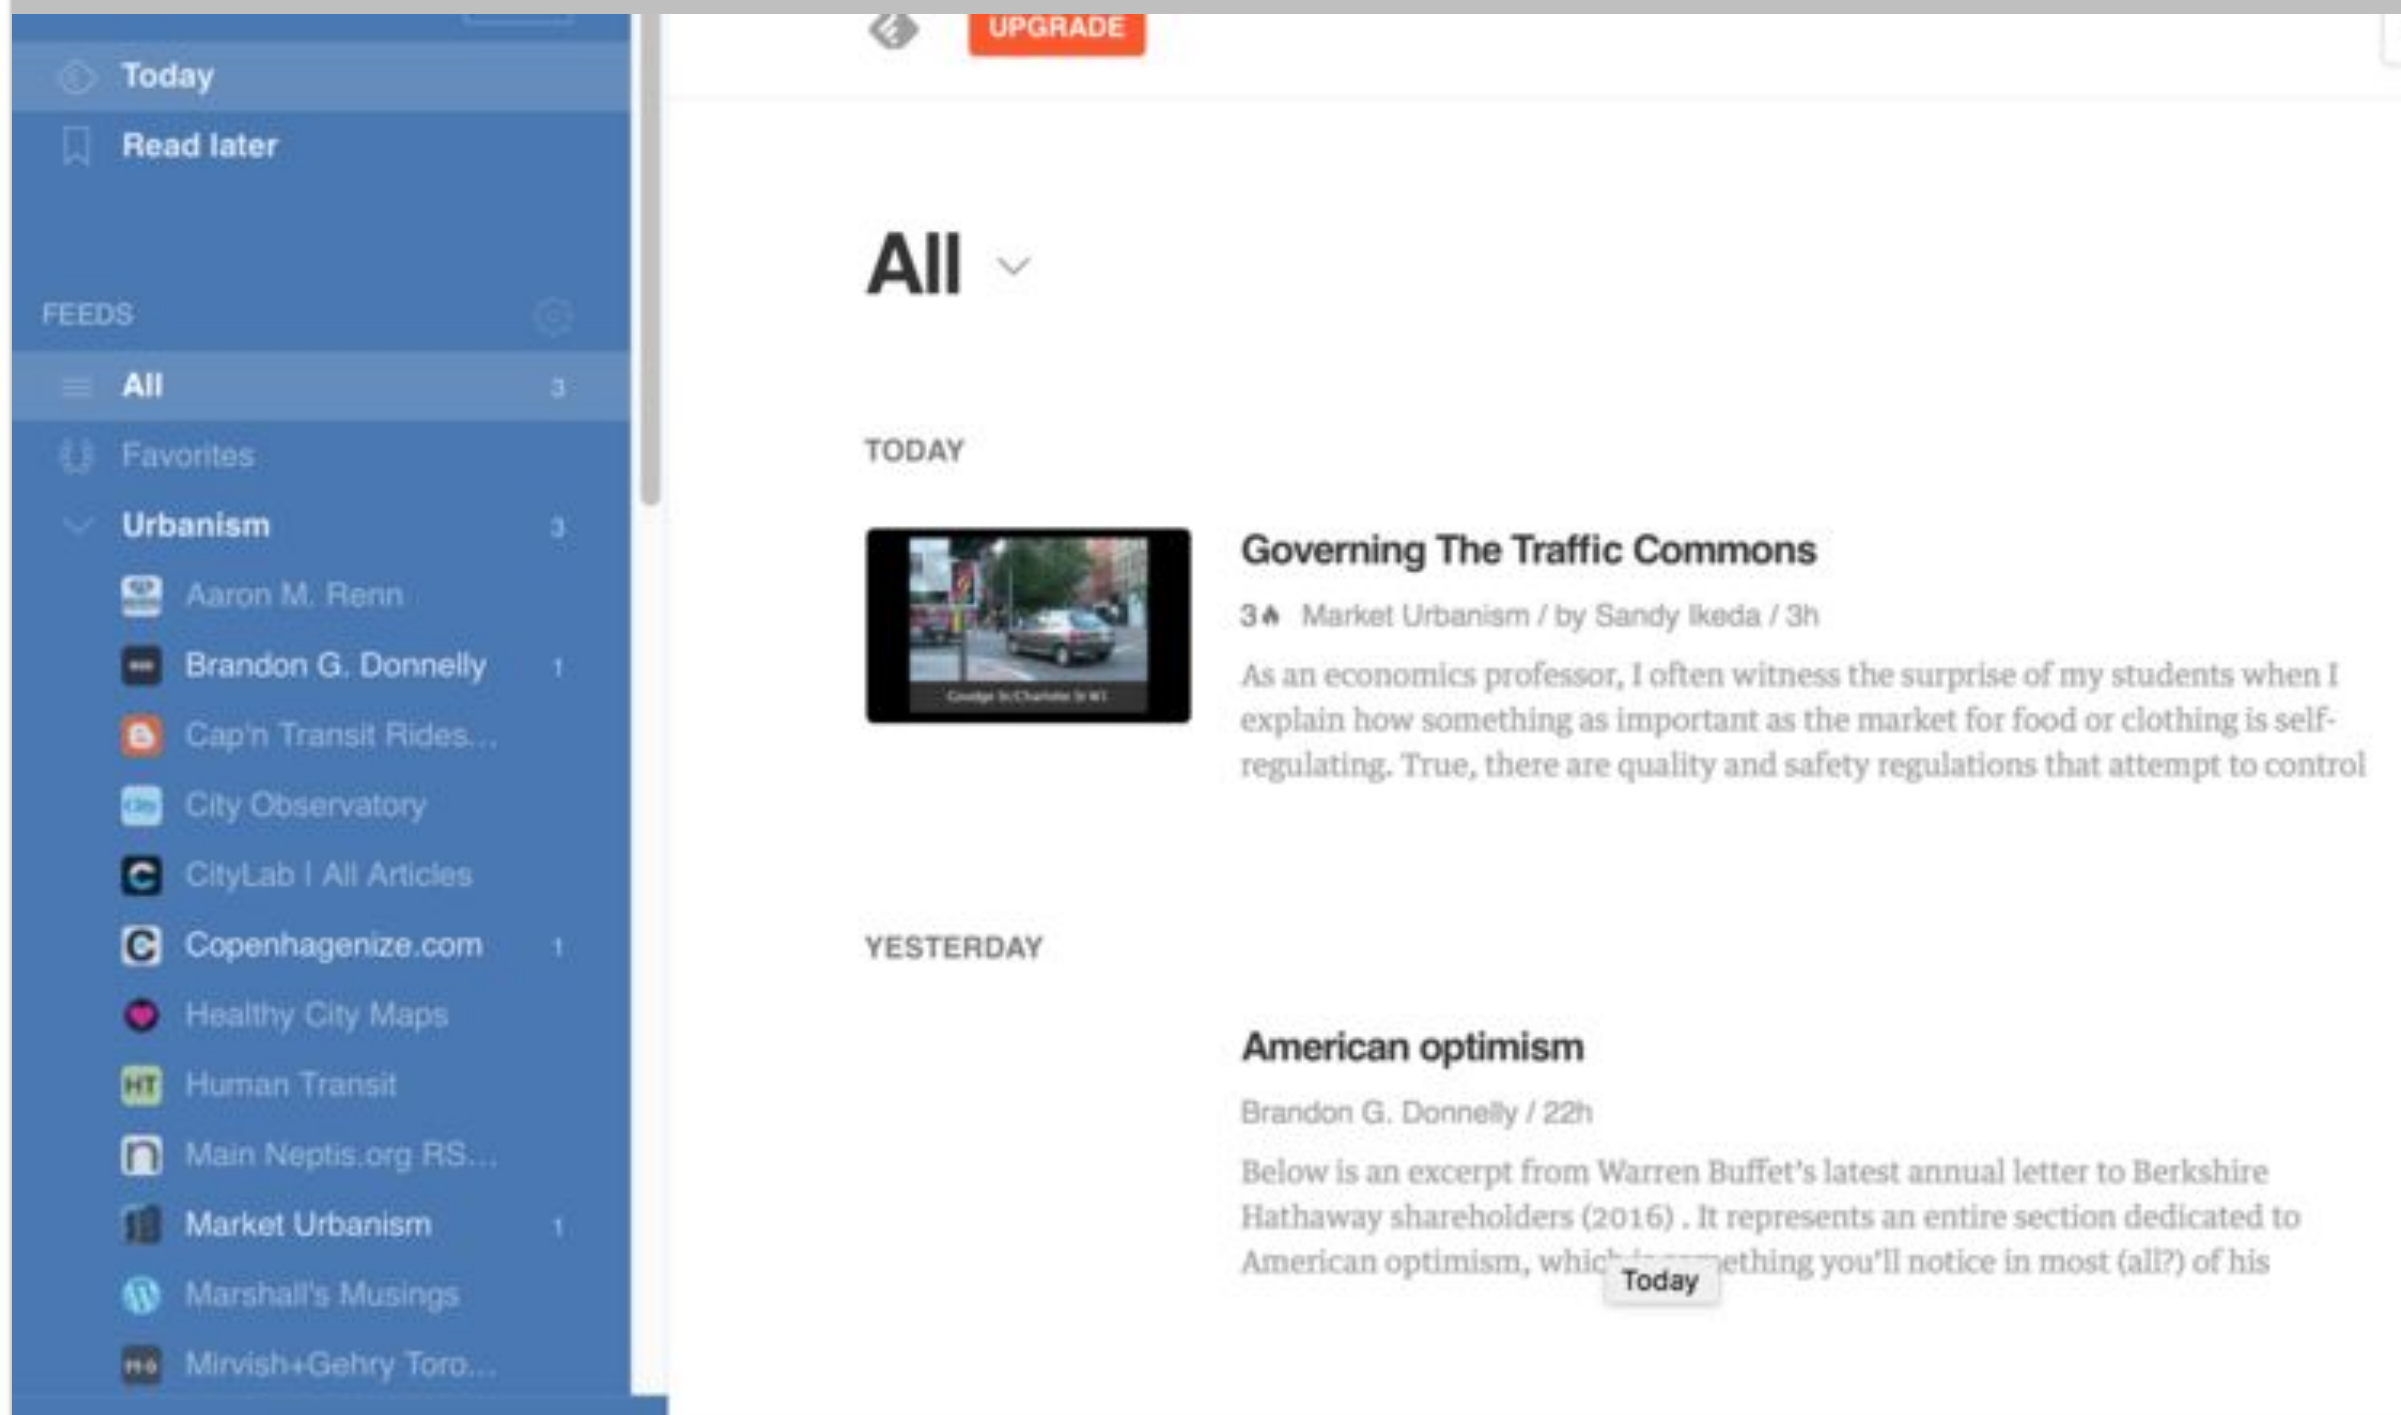 Today
Read later
FEEDS
All 3
Favorites
Urbanism 3
Aaron M. Renn
Brandon G. Donnelly 1
Cap'n Transit Rides...
City Observatory
CityLab | All Articles
Copenhagenize.com 1
Healthy City Maps
HT Human Transit
Main Neptis.org RS...
Market Urbanism 1
Marshall's Musings
Mirvish+Gehry Toro...
UPGRADE
All
TODAY
Governing The Traffic Commons
3 Market Urbanism / by Sandy Ikeda / 3h
As an economics professor, I often witness the surprise of my students when I
explain how something as important as the market for food or clothing is self-
regulating. True, there are quality and safety regulations that attempt to control
YESTERDAY
American optimism
Brandon G. Donnelly / 22h
Below is an excerpt from Warren Buffet's latest annual letter to Berkshire
Hathaway shareholders (2016) . It represents an entire section dedicated to
American optimism, which you'll notice in most (all?) of his
Today